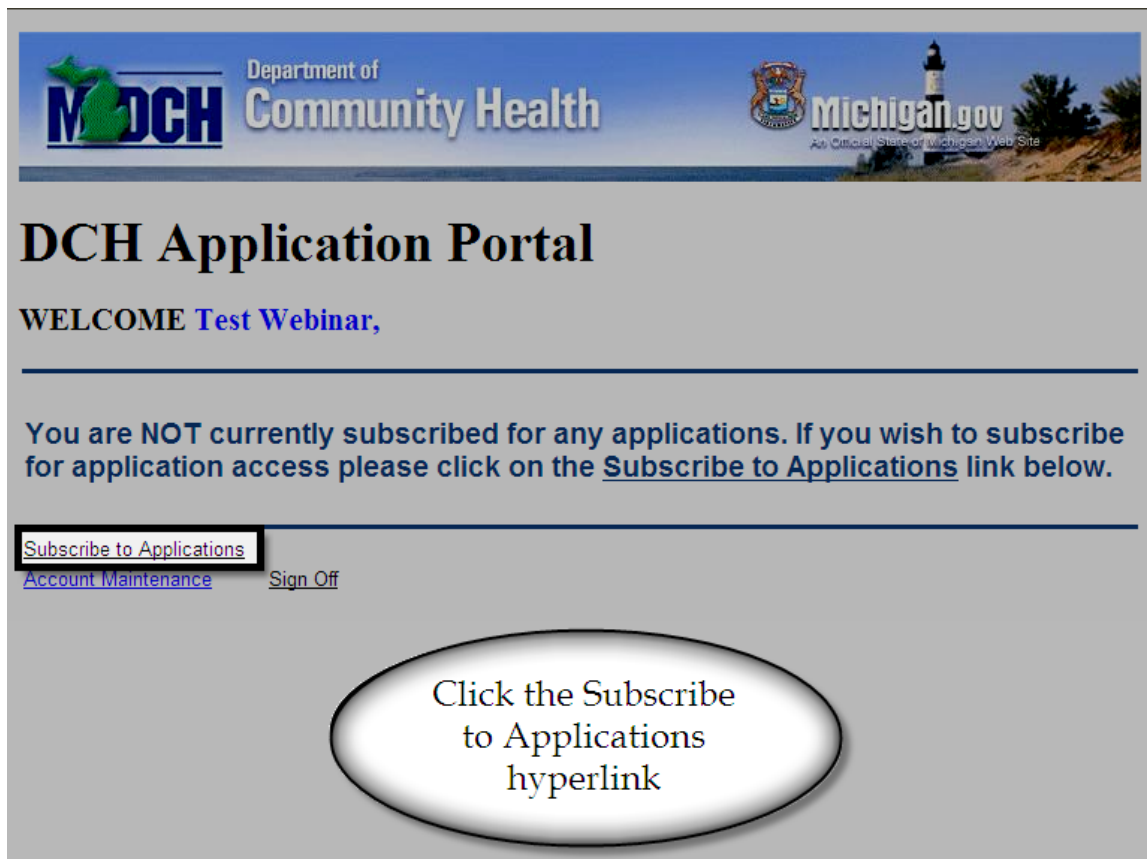 MDCH
Department of
Community Health
Michigan.gov
An Official State of Michigan Web Site
DCH Application Portal
WELCOME Test Webinar,
You are NOT currently subscribed for any applications. If you wish to subscribe
for application access please click on the Subscribe to Applications link below.
Subscribe to Applications
Account Maintenance Sign Off
Click the Subscribe
to Applications
hyperlink